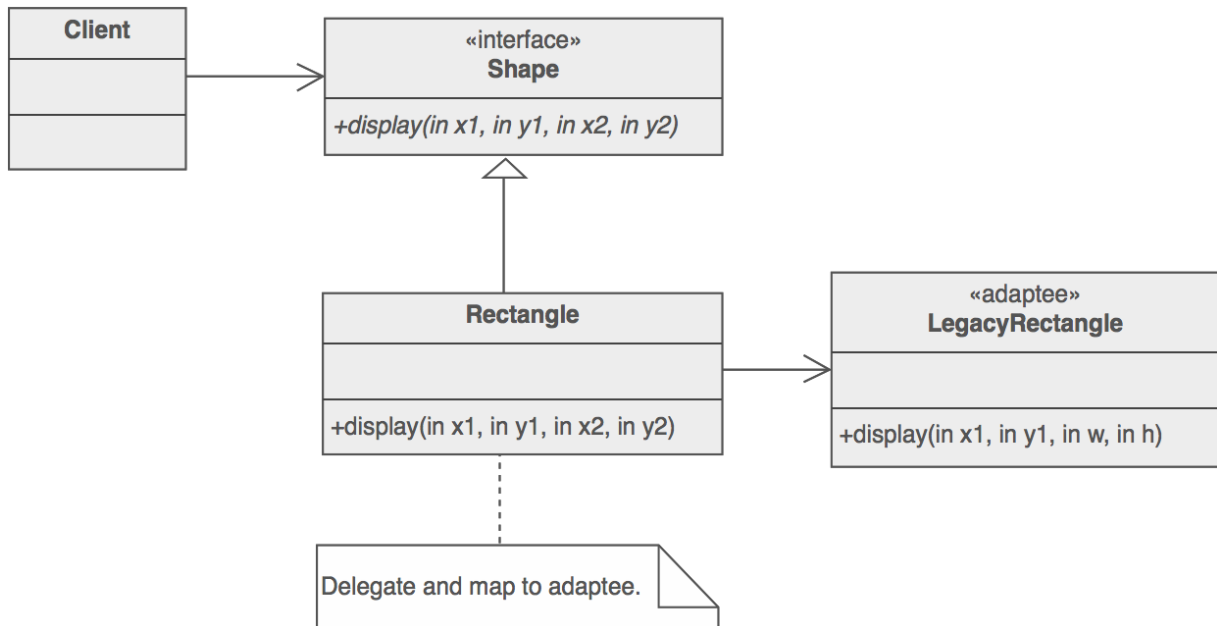 Client
«interface»
Shape
+display(in x1, in y1, in x2, in y2)
Rectangle
+display(in x1, in y1, in x2, in y2)
«adaptee»
LegacyRectangle
+display(in x1, in y1, in w, in h)
Delegate and map to adaptee.